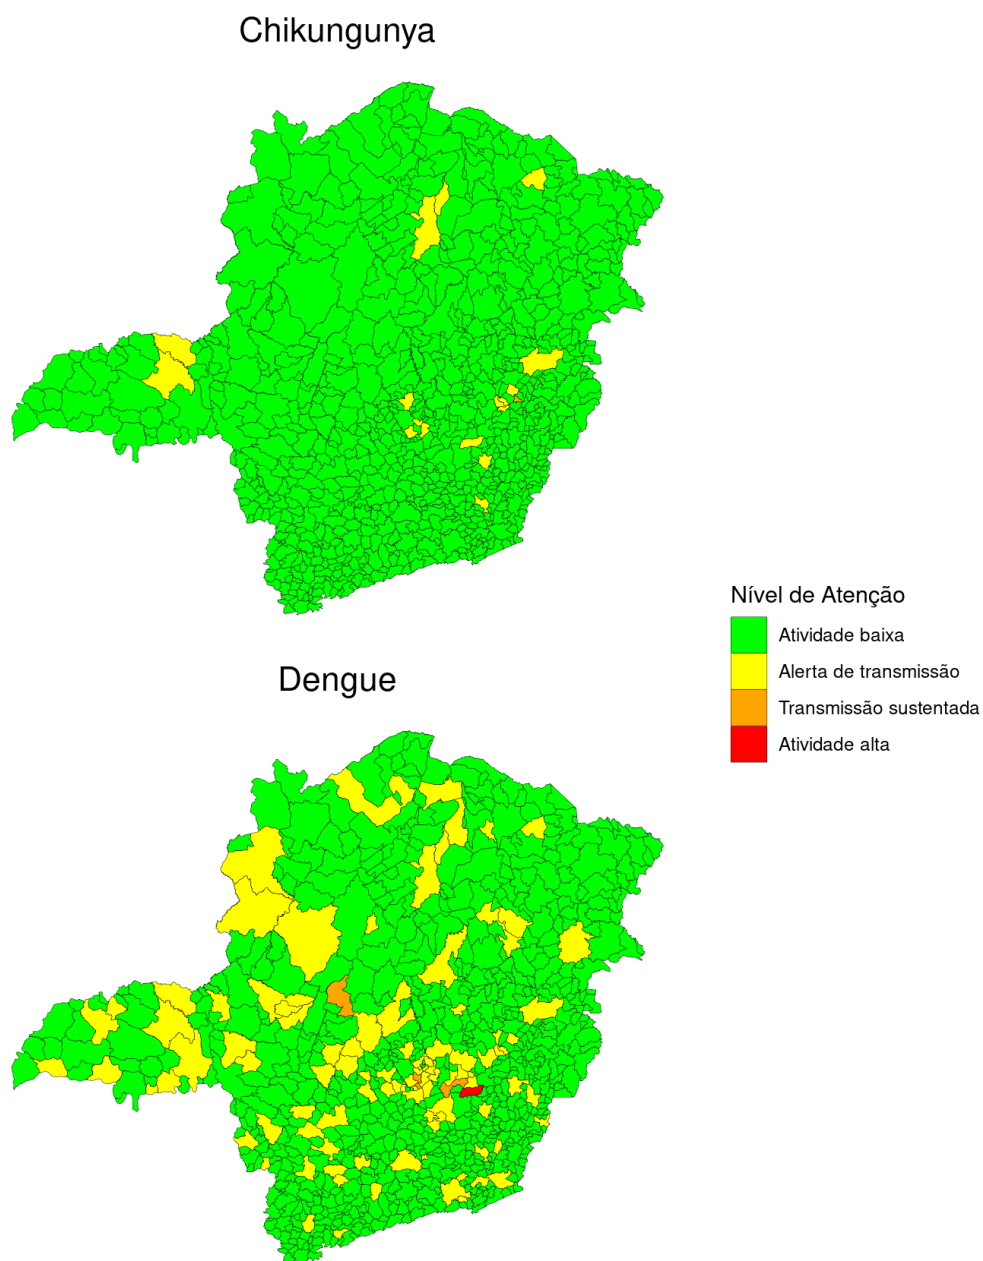 Chikungunya
Nível de Atenção
Atividade baixa
Alerta de transmissão
Transmissão sustentada
Atividade alta
Dengue